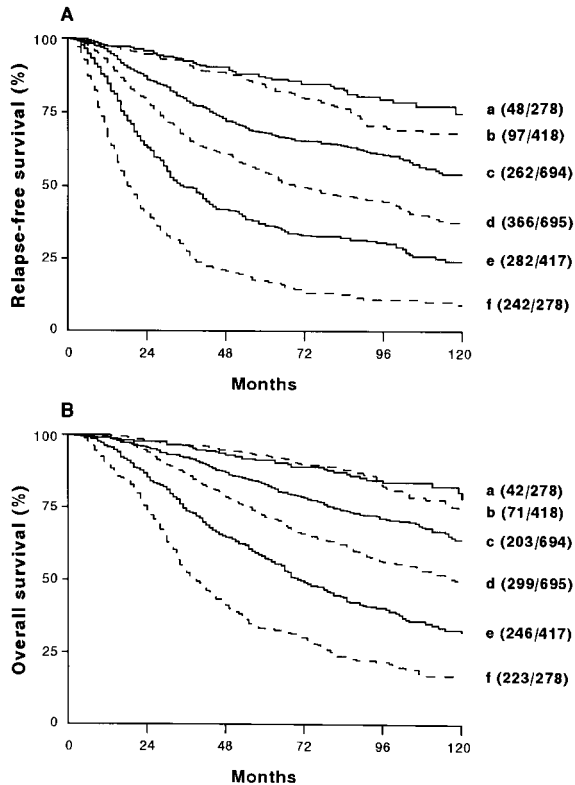 A
Relapse-free survival (%)
100
75
50
25
0
a (48/278)
b (97/418)
c (262/694)
d (366/695)
e (282/417)
f (242/278)
0 24 48 72 96 120
Months
B
Overall survival (%)
100
75
50
25
0
a (42/278)
b (71/418)
c (203/694)
d (299/695)
e (246/417)
f (223/278)
0 24 48 72 96 120
Months